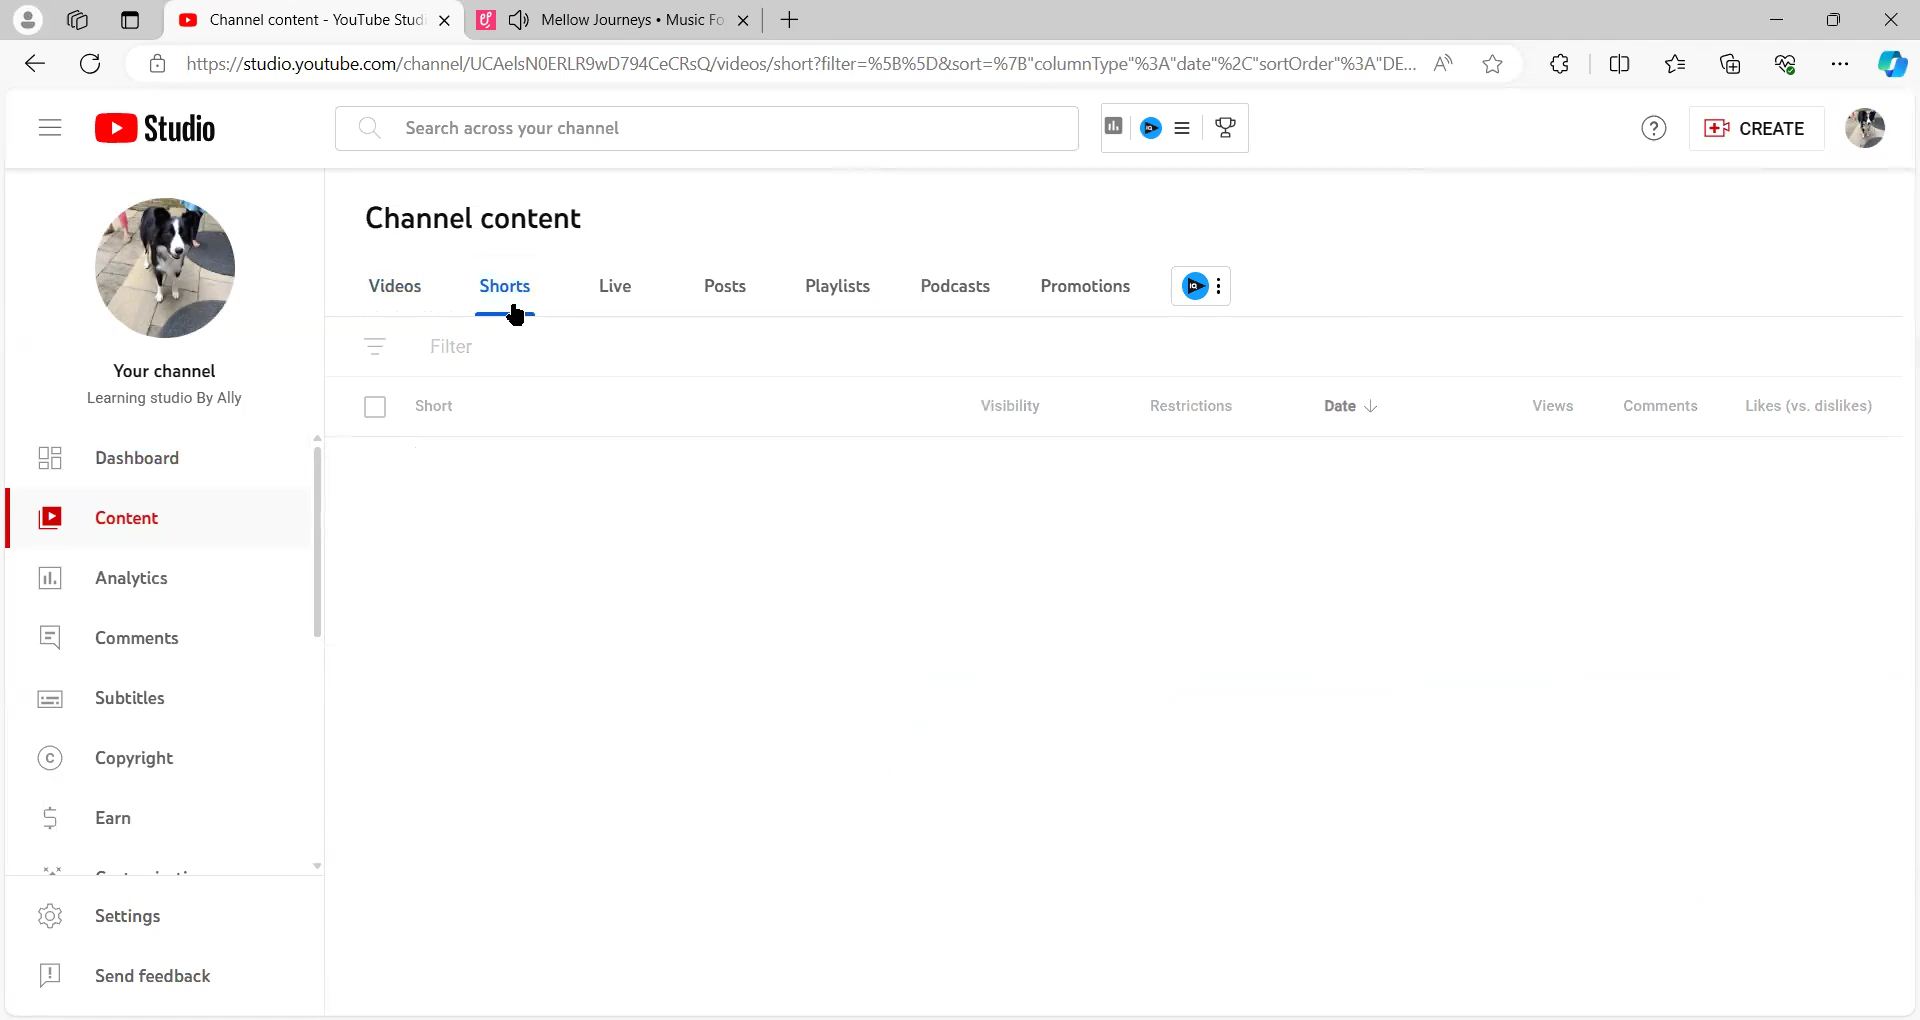 Channel content - YouTube Studi
Mellow Journeys • Music Fo
https://studio.youtube.com/channel/UCAelsN0ERLR9wD794CeCRsQ/videos/short?filter=%5B%5D&sort=%7B"columnType"%3A"date"%2C"sortOrder"%3A"DE...
Studio
Search across your channel
CREATE
Channel content
Videos
Shorts
Live
Posts
Playlists
Podcasts
Promotions
Filter
Your channel
Learning studio By Ally
Short
Visibility
Restrictions
Date
Views
Comments
Likes (vs. dislikes)
Dashboard
Content
Analytics
Comments
Subtitles
Copyright
Earn
Settings
Send feedback